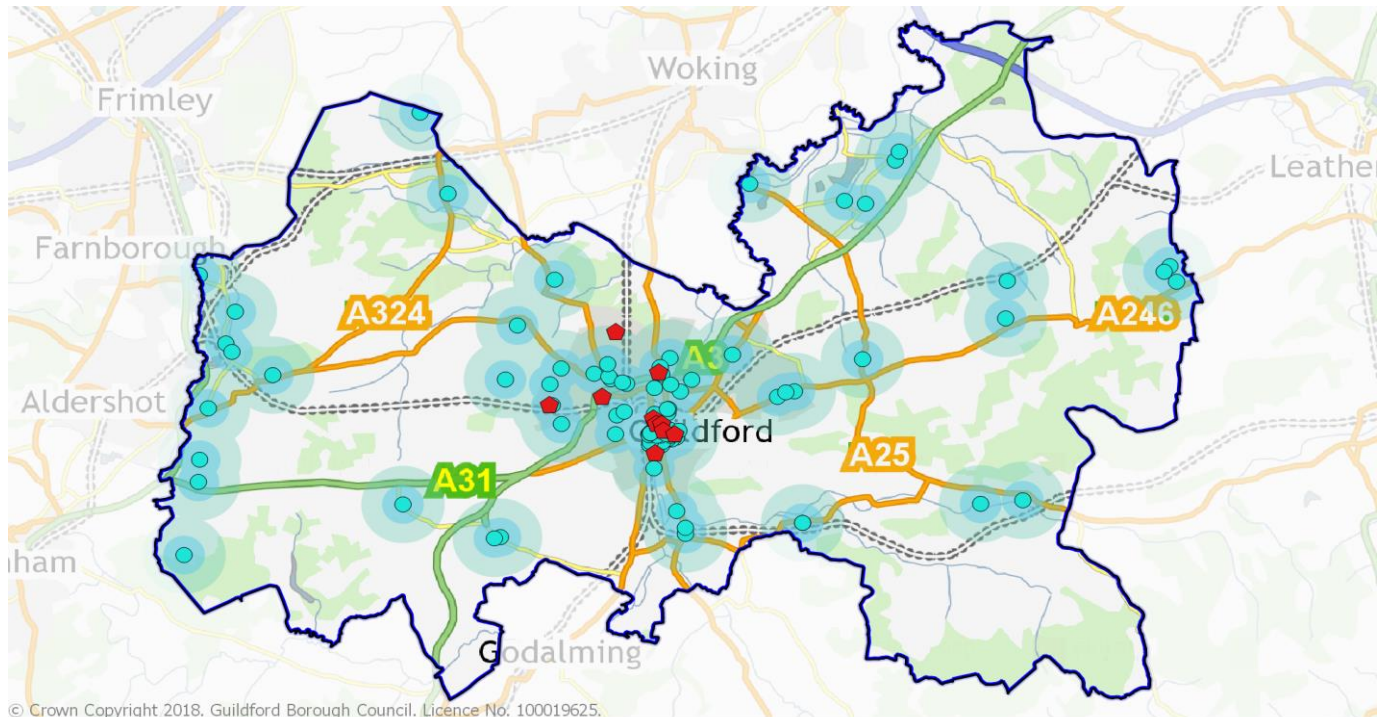 Woking
Frimley
Leather
Farnborough
A324
A246
A3
Aldershot
Guildford
A25
A31
ham
Godalming
© Crown Copyright 2018. Guildford Borough Council. Licence No. 100019625.